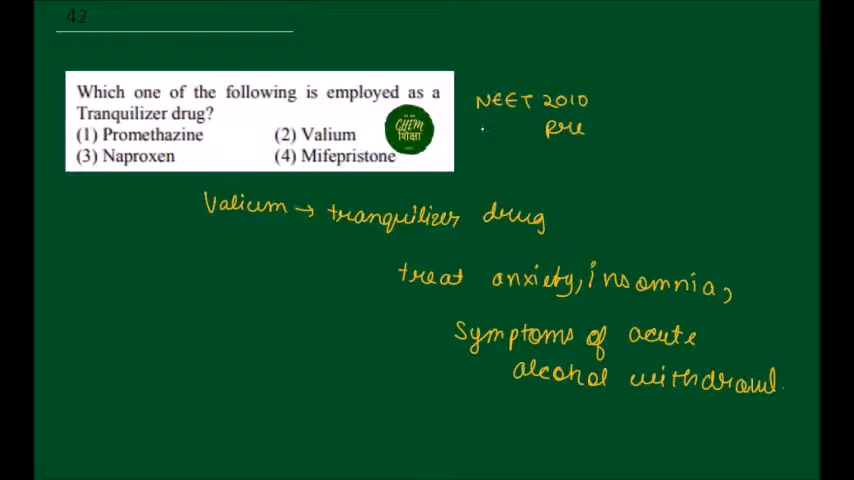 42
Which one of the following is employed as a
Tranquilizer drug?
(1) Promethazine (2) Valium
(3) Naproxen (4) Mifepristone
CHEM
शिक्षा
NEET 2010
pre
Valium → tranquilizer drug
treat anxiety, insomnia,
Symptoms of acute
alcohol withdrawl.